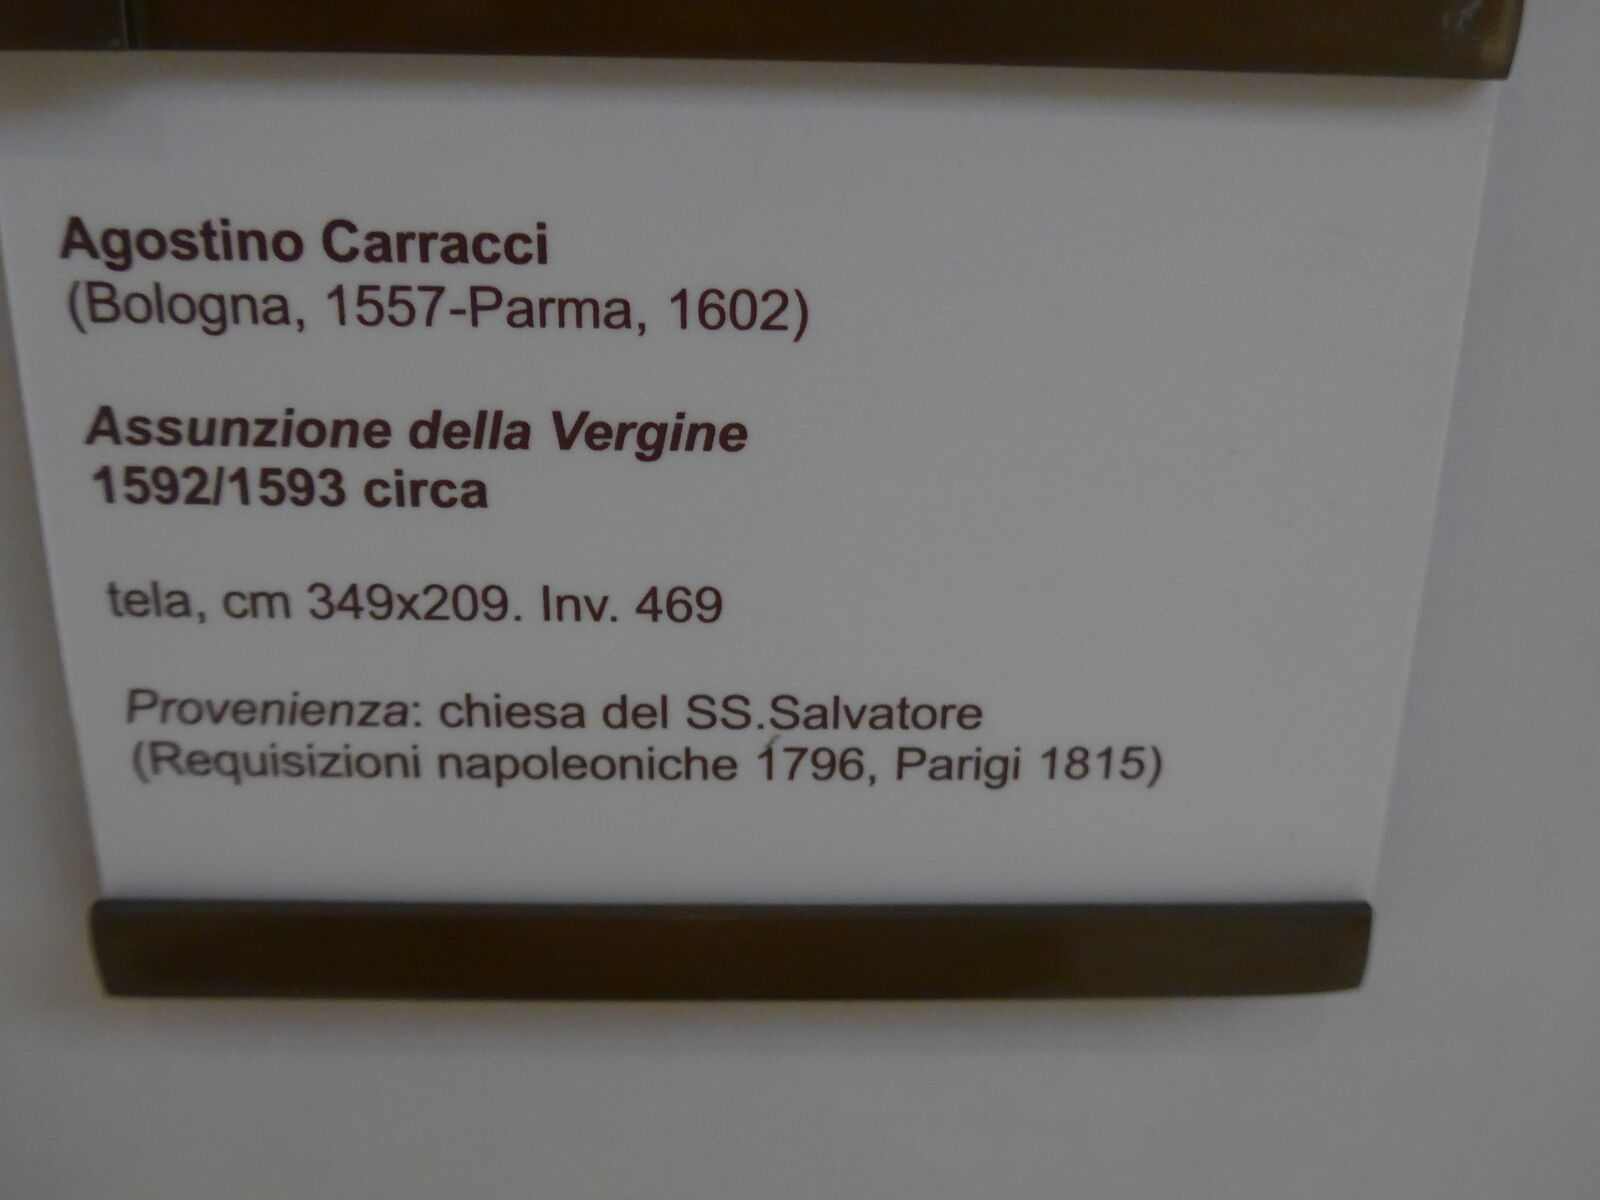 Agostino Carracci
(Bologna, 1557-Parma, 1602)
Assunzione della Vergine
1592/1593 circa
tela, cm 349x209. Inv. 469
Provenienza: chiesa del SS.Salvatore
(Requisizioni napoleoniche 1796, Parigi 1815)